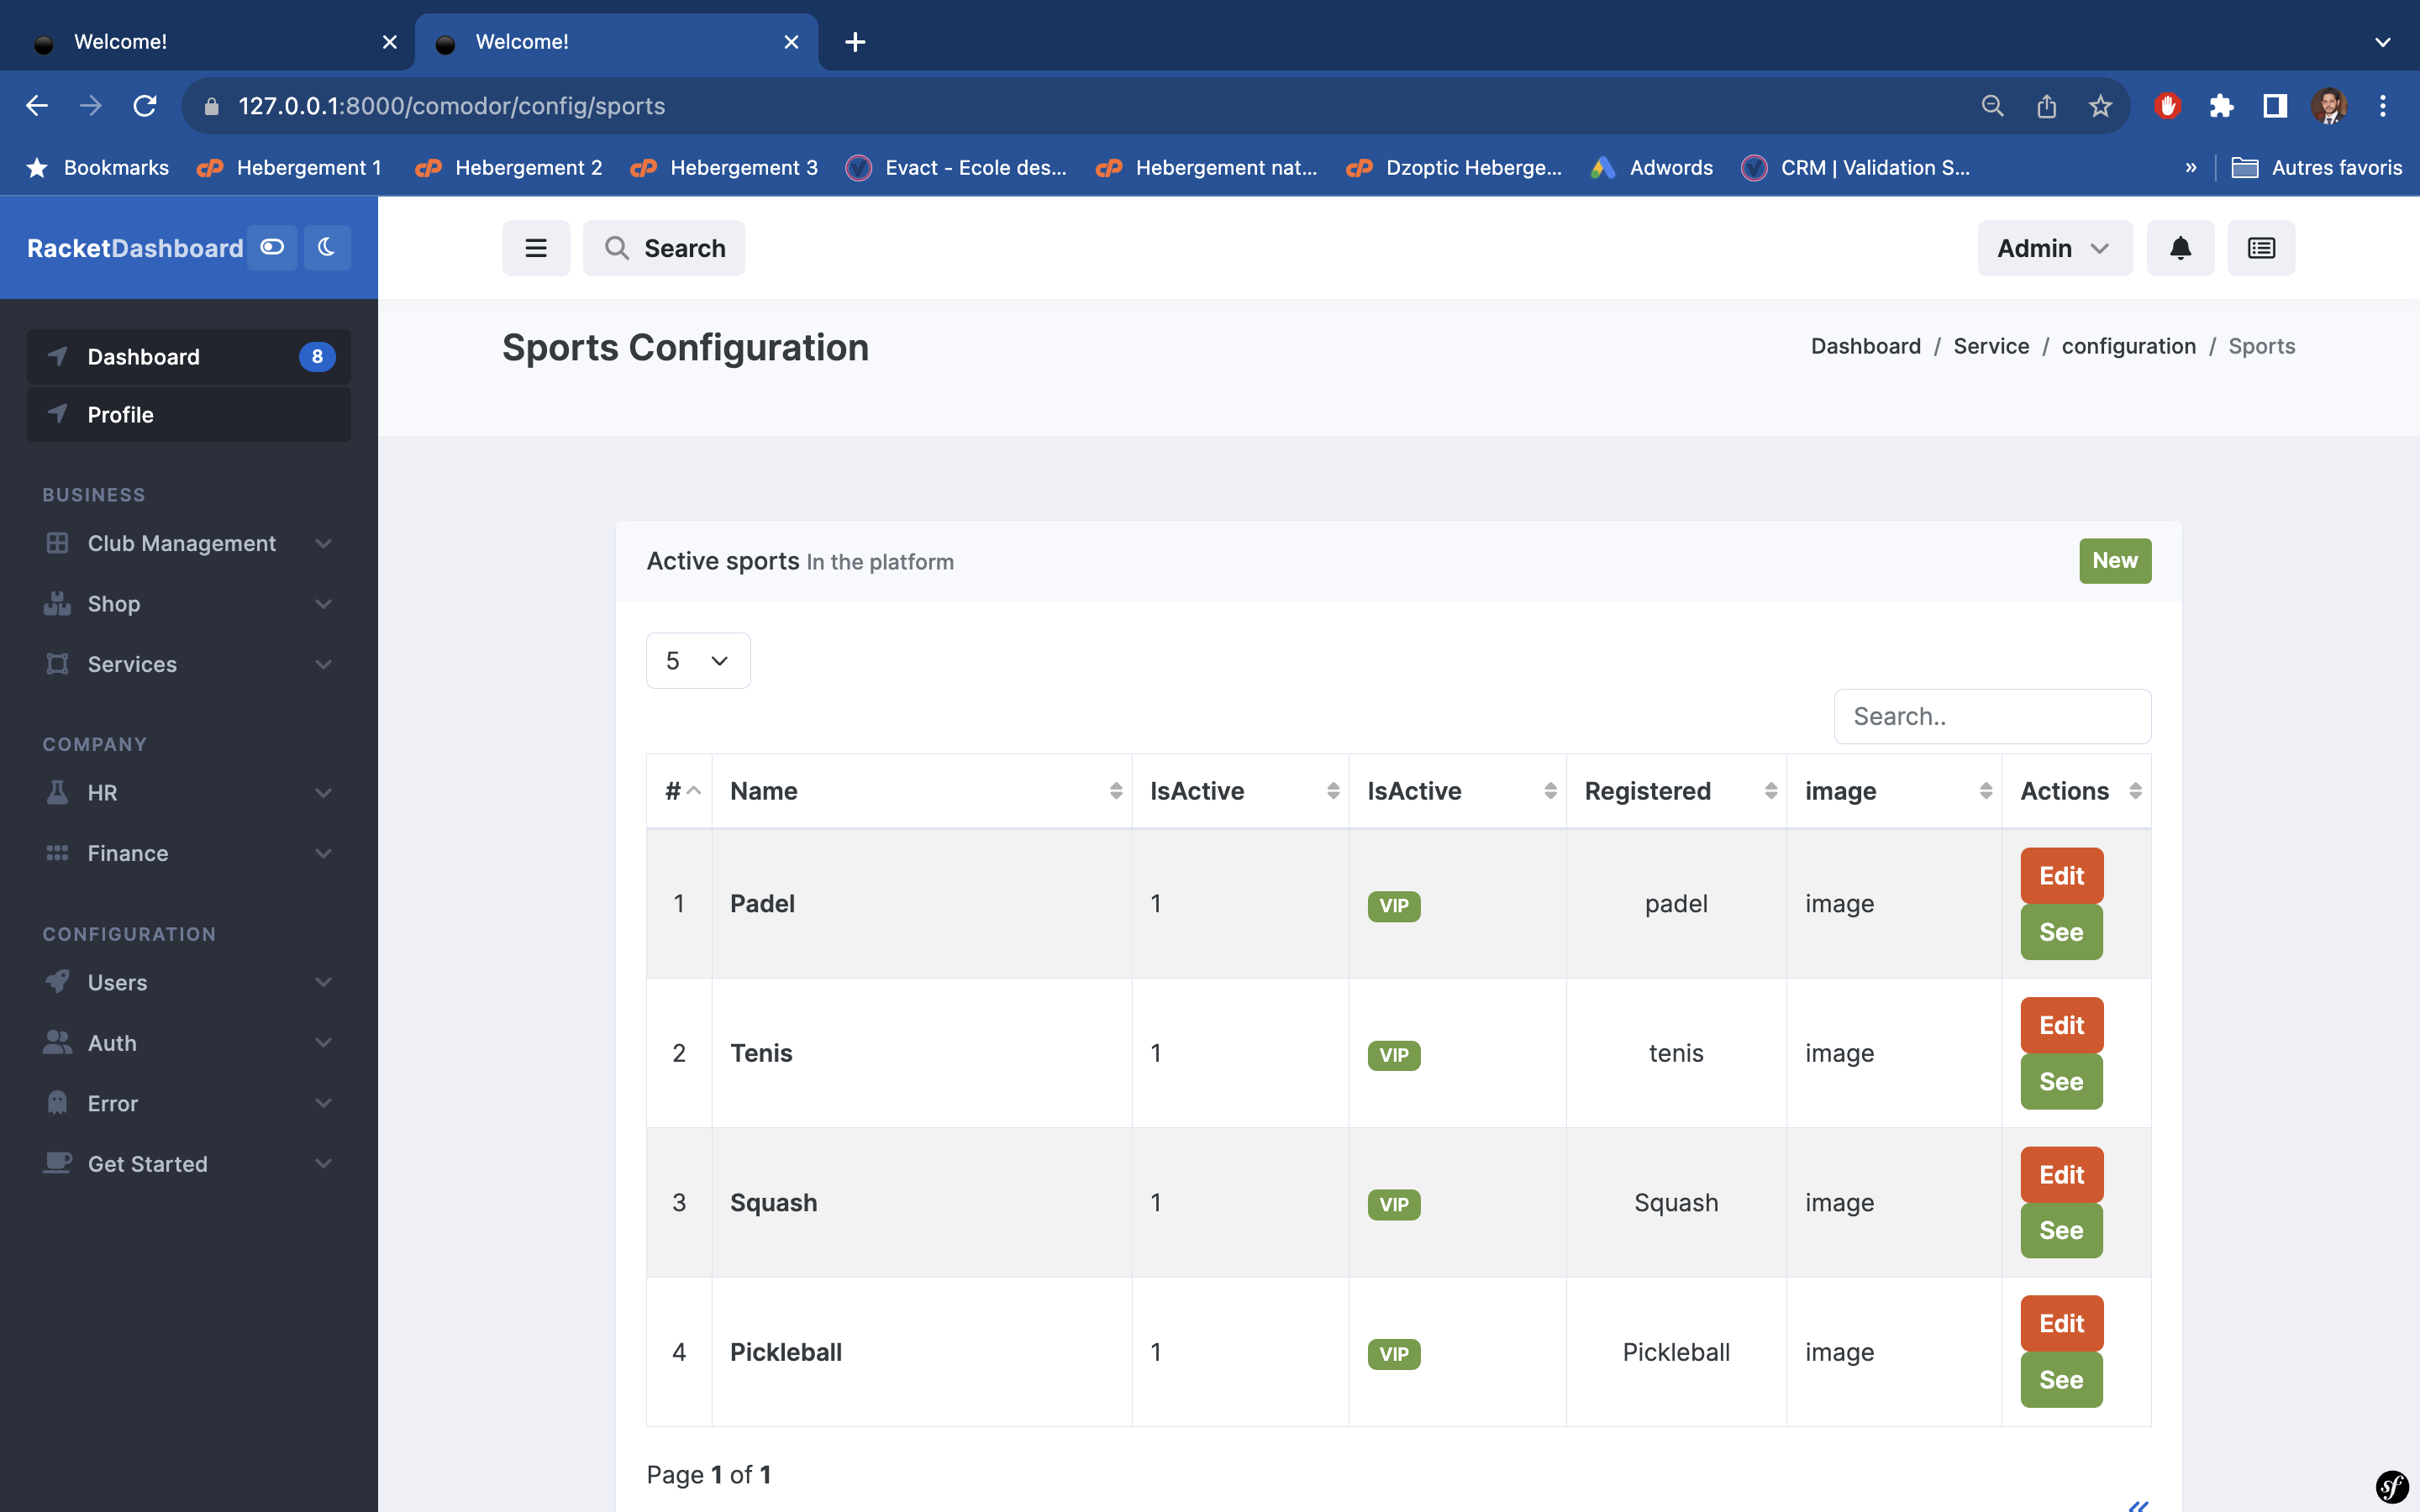 Welcome!
Welcome!
127.0.0.1:8000/comodor/config/sports
Bookmarks
Hebergement 1
Hebergement 2
Hebergement 3
Evact - Ecole des...
Hebergement nat...
Dzoptic Heberge...
Adwords
CRM | Validation S...
»
Autres favoris
RacketDashboard
Search
Admin
Dashboard 8
Profile
BUSINESS
Club Management
Shop
Services
COMPANY
HR
Finance
CONFIGURATION
Users
Auth
Error
Get Started
Sports Configuration
Dashboard / Service / configuration / Sports
Active sports In the platform
New
5
Search..
# Name IsActive IsActive Registered image Actions
1 Padel 1 VIP padel image Edit
See
2 Tenis 1 VIP tenis image Edit
See
3 Squash 1 VIP Squash image Edit
See
4 Pickleball 1 VIP Pickleball image Edit
See
Page 1 of 1
«
sf